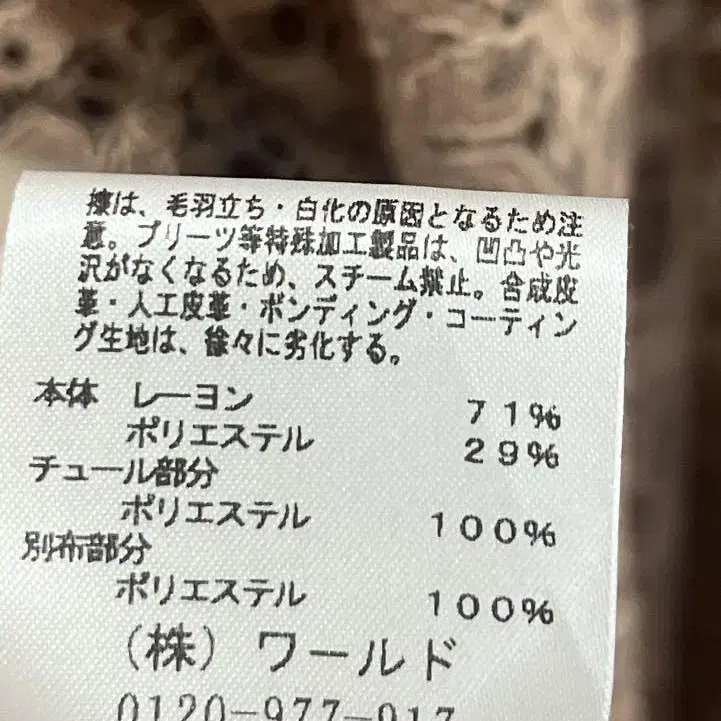 擦は、毛羽立ち・白化の原因となるため注
意。プリーツ等特殊加工製品は、凹凸や光
沢がなくなるため、スチーム禁止。合成皮
革・人工皮革・ボンディング・コーティン
グ生地は、徐々に劣化する。
本体 レーヨン 71%
ポリエステル 29%
チュール部分
ポリエステル 100%
別布部分
ポリエステル 100%
(株) ワールド
0120-977-017